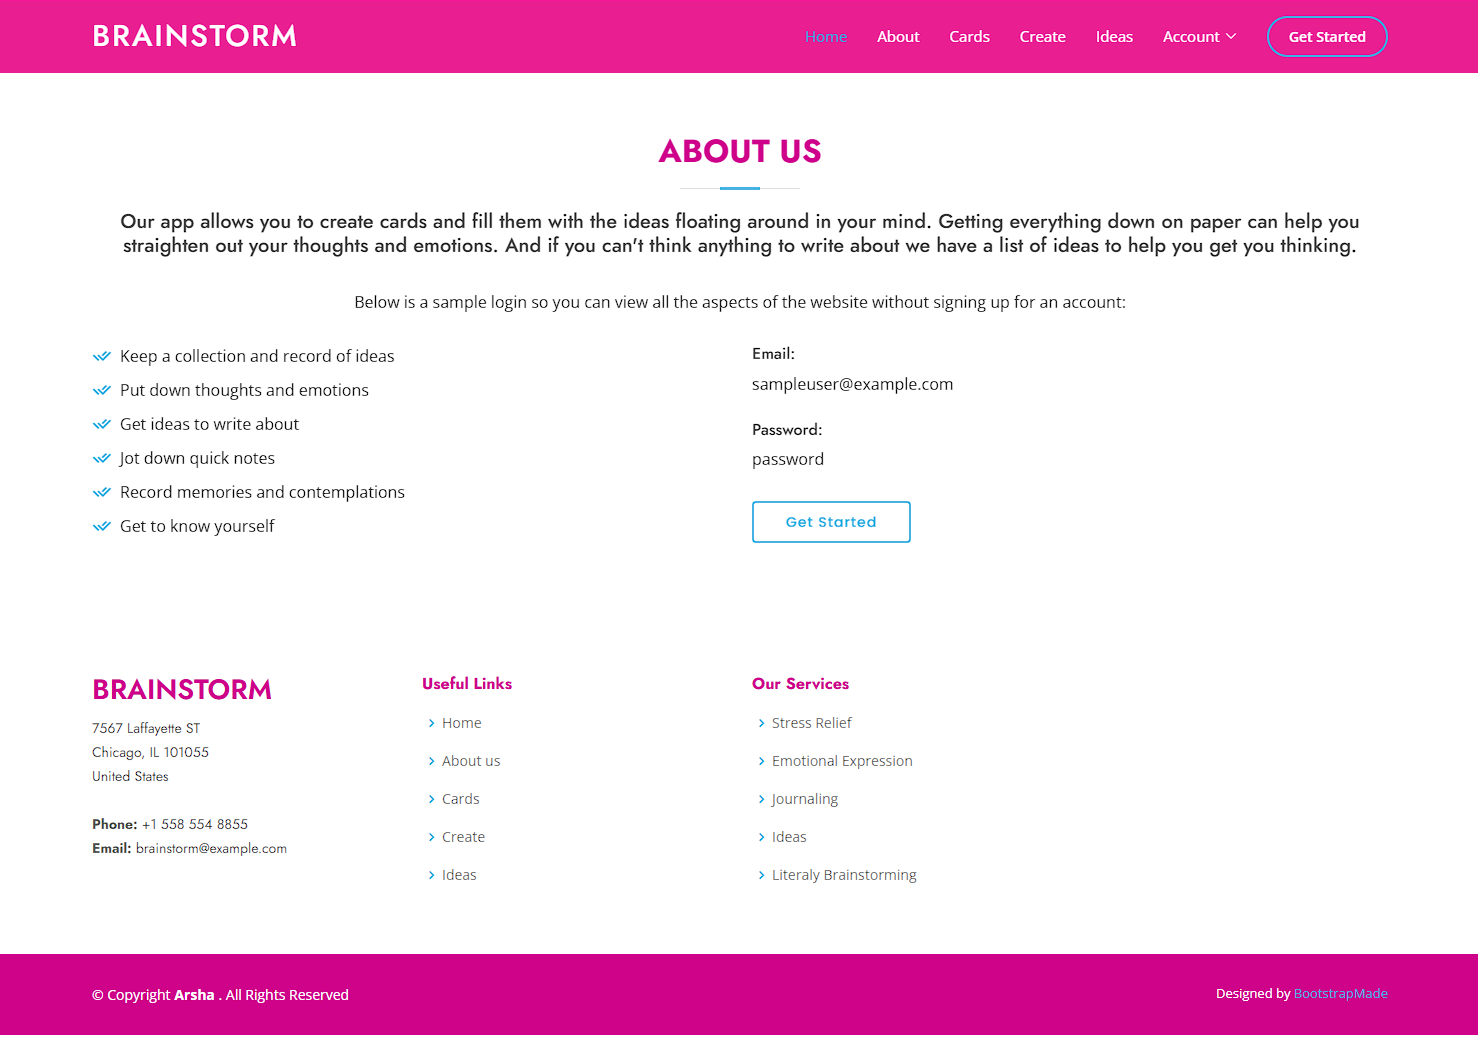 BRAINSTORM
Home About Cards Create Ideas Account Get Started
ABOUT US
Our app allows you to create cards and fill them with the ideas floating around in your mind. Getting everything down on paper can help you
straighten out your thoughts and emotions. And if you can't think anything to write about we have a list of ideas to help you get you thinking.
Below is a sample login so you can view all the aspects of the website without signing up for an account:
Keep a collection and record of ideas
Put down thoughts and emotions
Get ideas to write about
Jot down quick notes
Record memories and contemplations
Get to know yourself
Email:
sampleuser@example.com
Password:
password
Get Started
BRAINSTORM
7567 Laffayette ST
Chicago, IL 101055
United States
Phone: +1 558 554 8855
Email: brainstorm@example.com
Useful Links
Home
About us
Cards
Create
Ideas
Our Services
Stress Relief
Emotional Expression
Journaling
Ideas
Literaly Brainstorming
© Copyright Arsha . All Rights Reserved
Designed by BootstrapMade